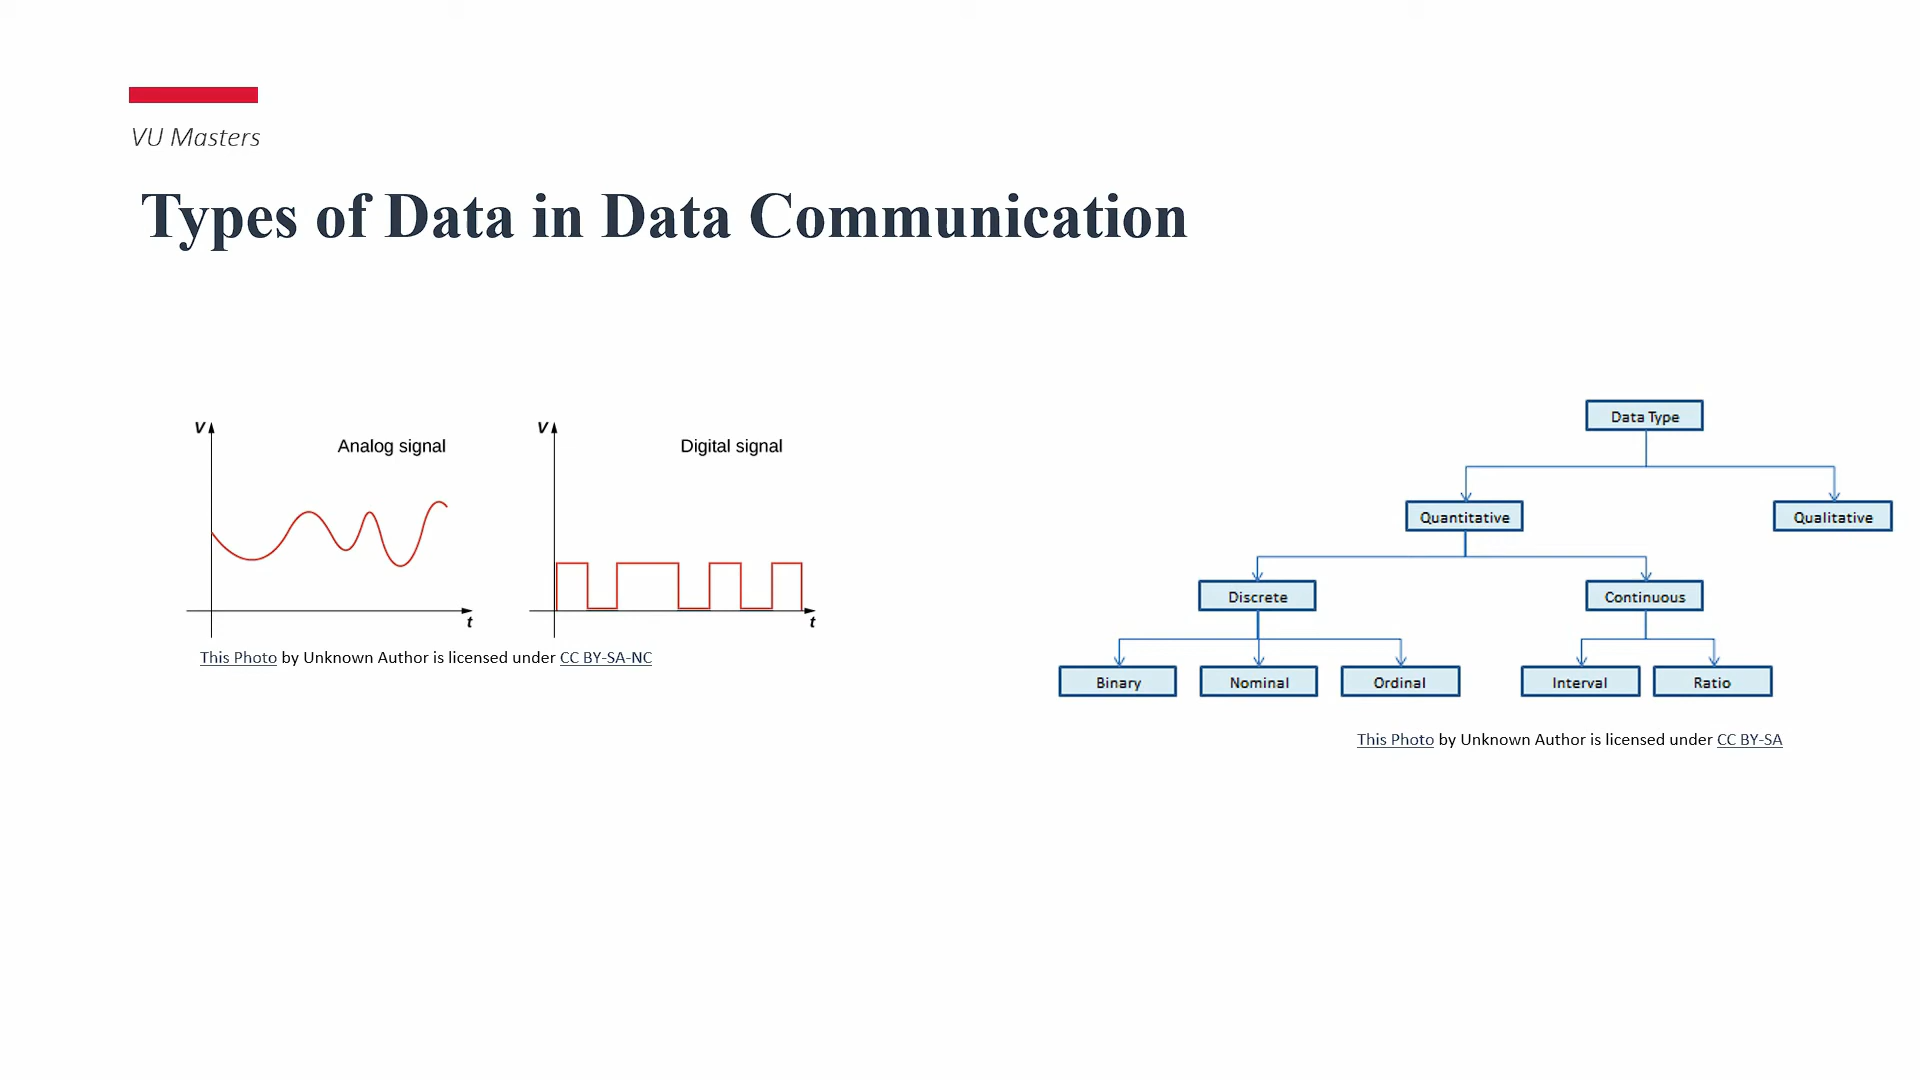 VU Masters
Types of Data in Data Communication
V
Analog signal
t
V
Digital signal
t
This Photo by Unknown Author is licensed under CC BY-SA-NC
Data Type
Quantitative
Qualitative
Discrete
Continuous
Binary
Nominal
Ordinal
Interval
Ratio
This Photo by Unknown Author is licensed under CC BY-SA